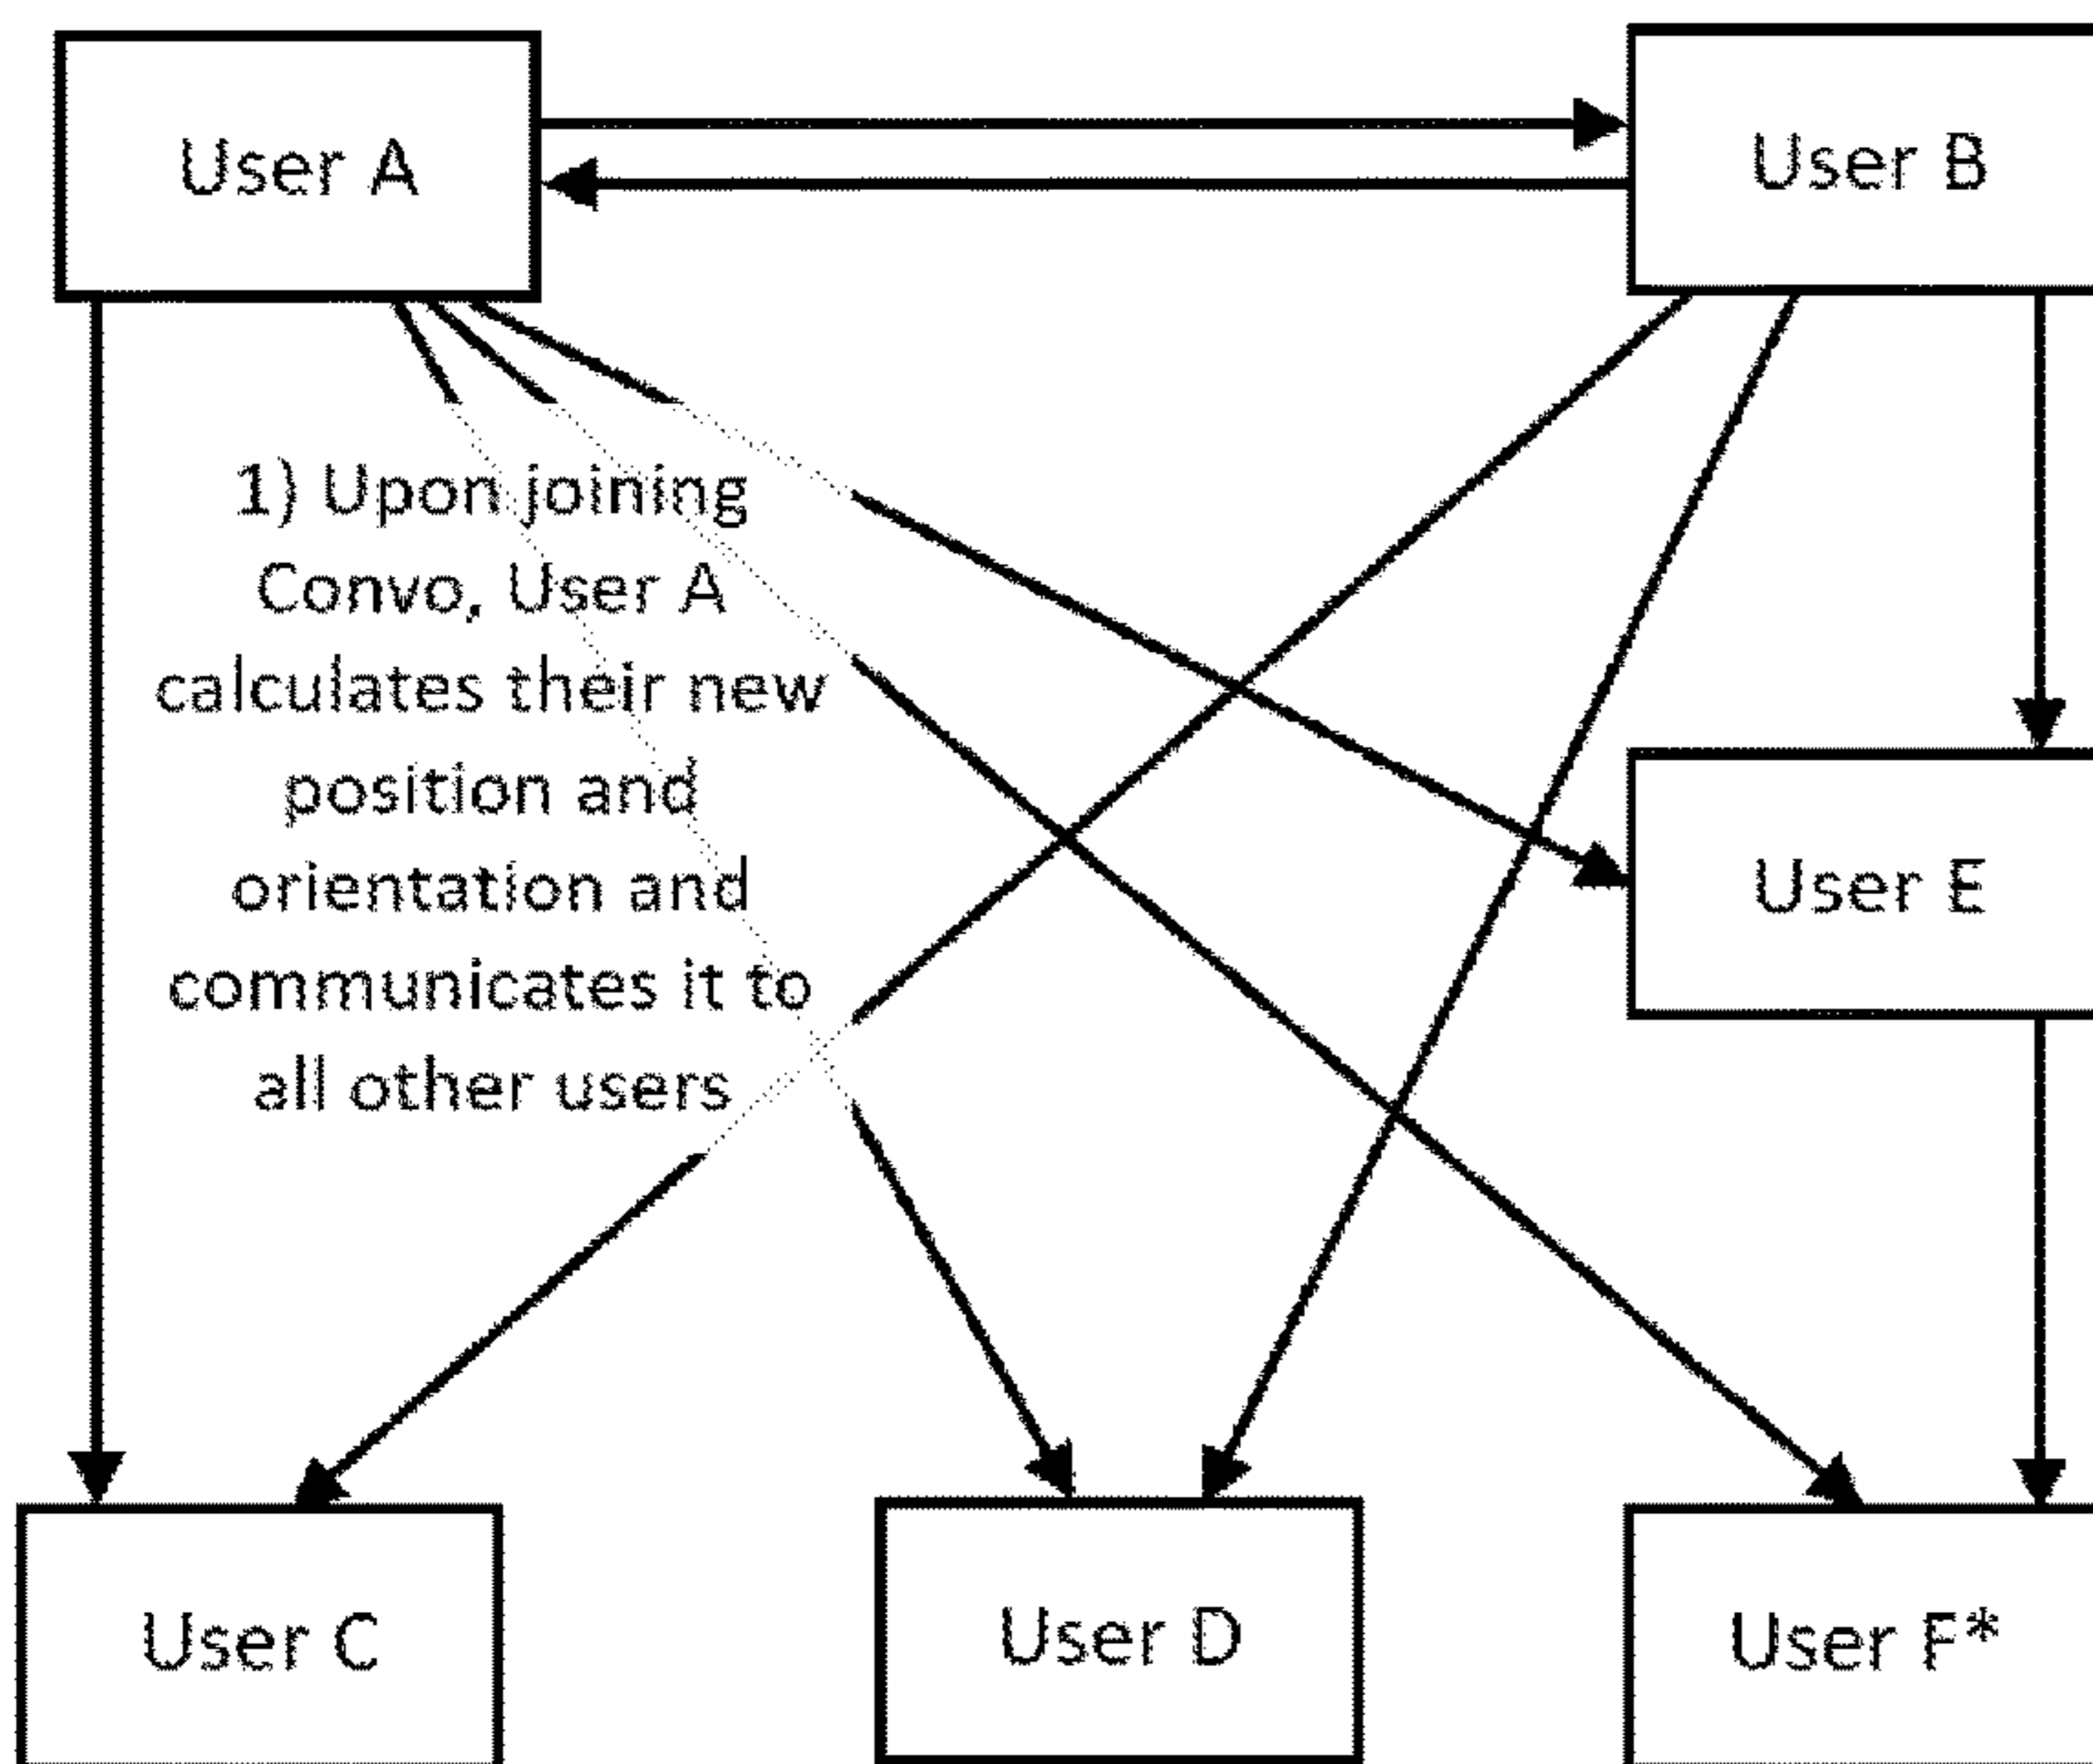 User A
User B
1) Upon joining
Convo, User A
calculates their new
position and
orientation and
communicates it to
all other users
User E
User C
User D
User F*